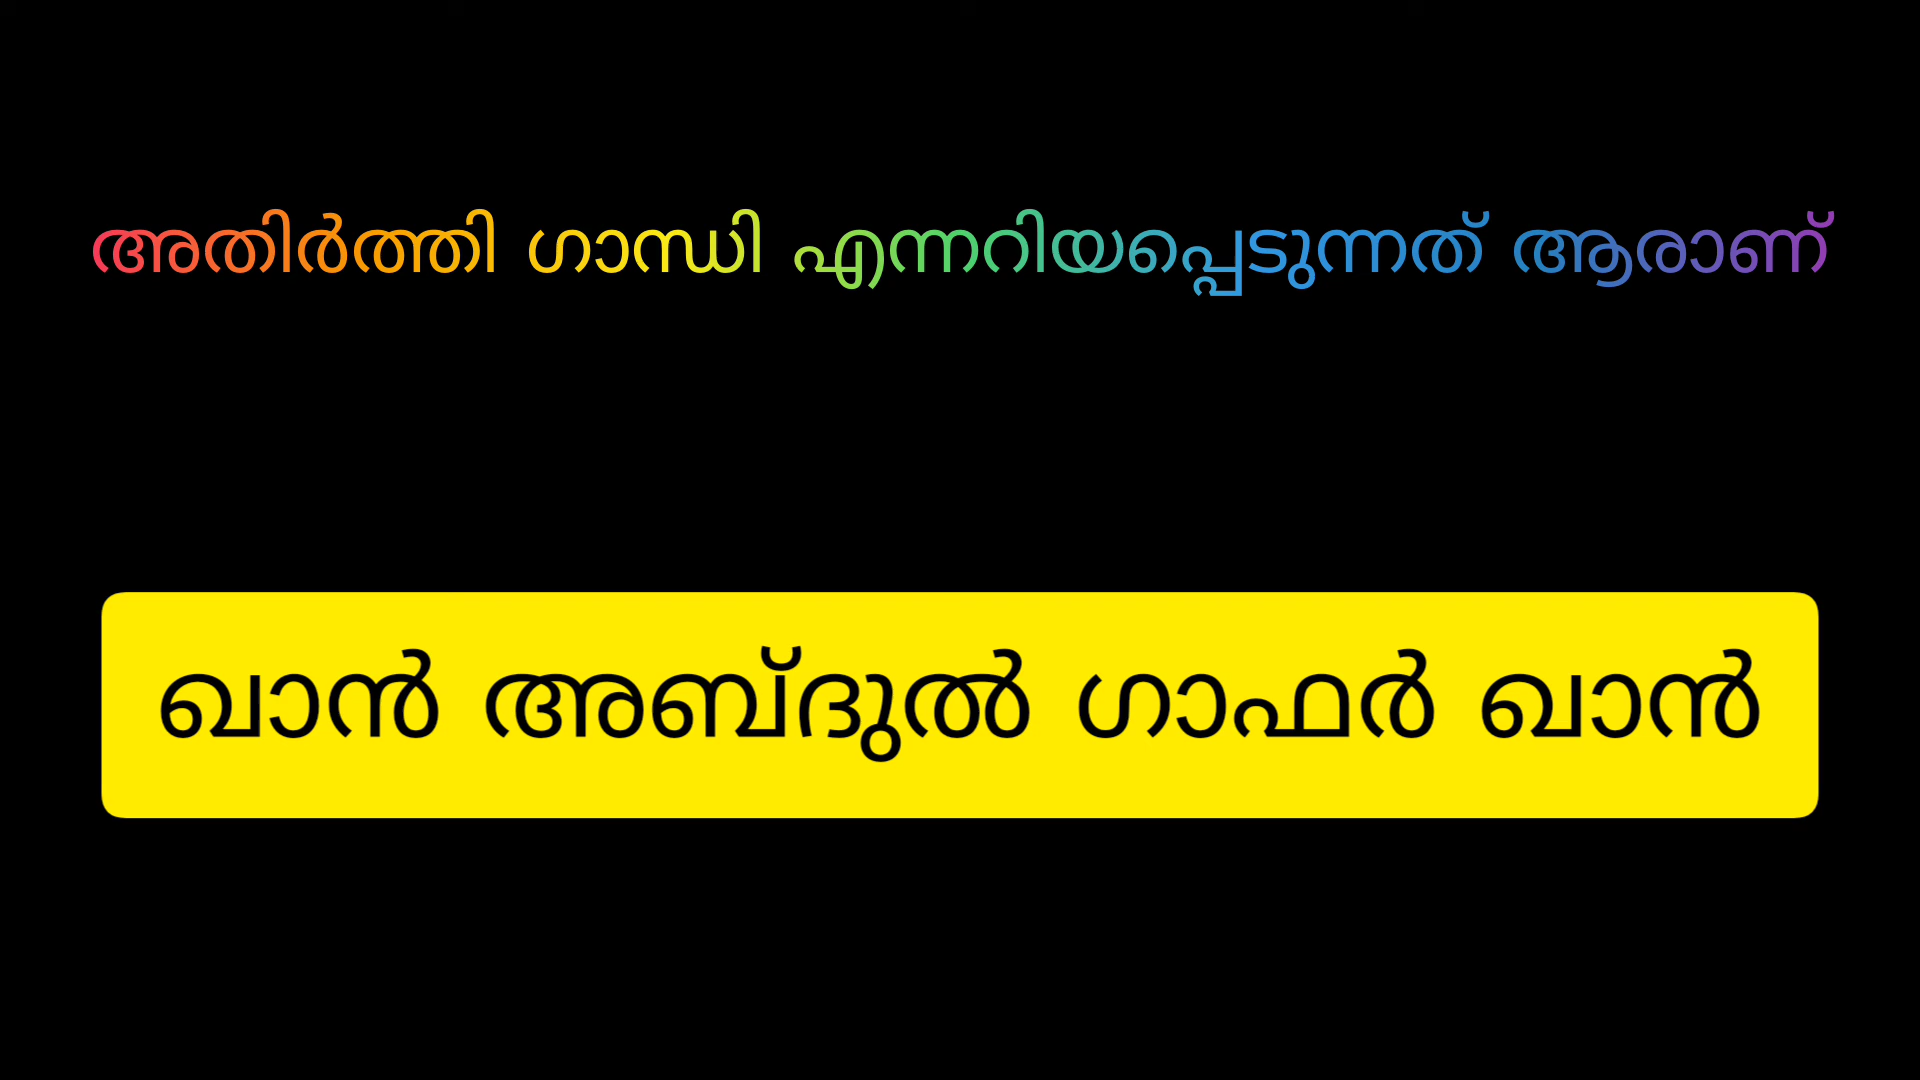 അതിർത്തി ഗാന്ധി എന്നറിയപ്പെടുന്നത് ആരാണ്
ഖാൻ അബ്ദുൽ ഗാഫർ ഖാൻ